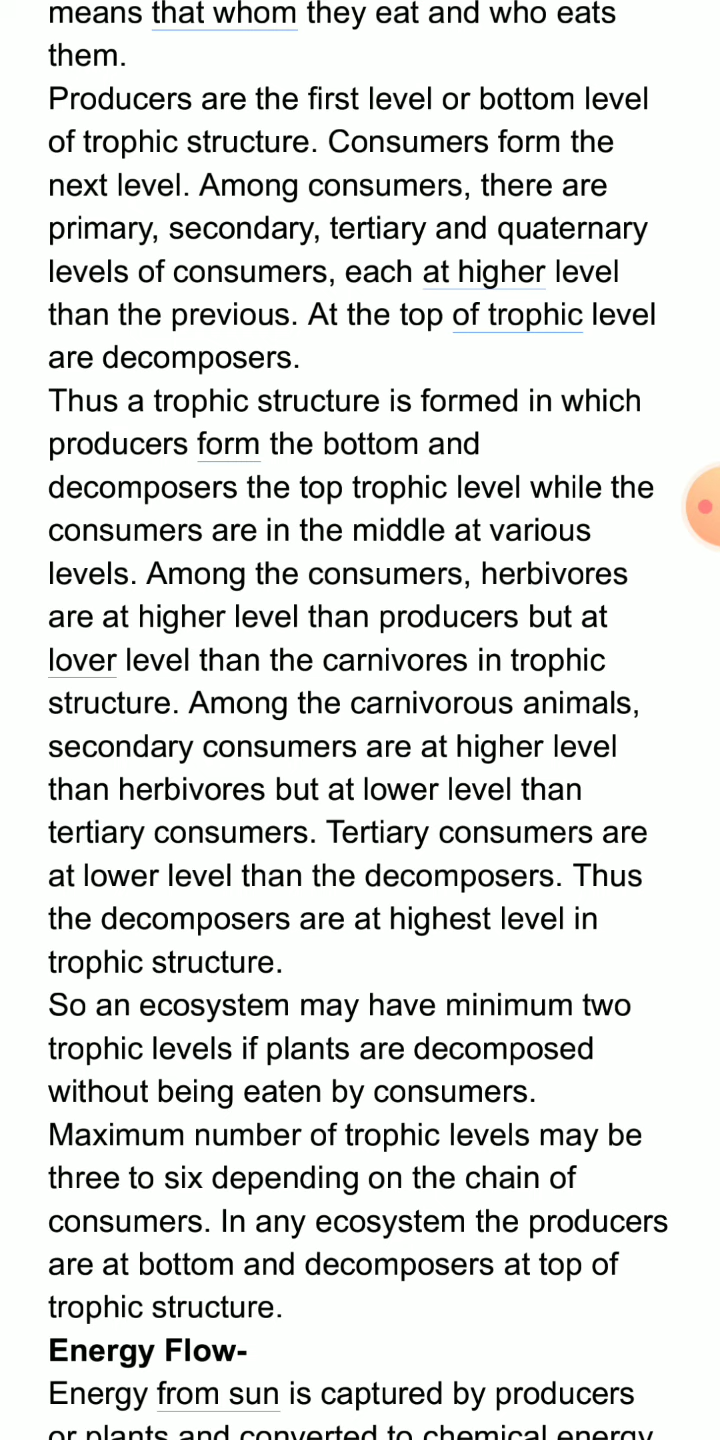 means that whom they eat and who eats
them.
Producers are the first level or bottom level
of trophic structure. Consumers form the
next level. Among consumers, there are
primary, secondary, tertiary and quaternary
levels of consumers, each at higher level
than the previous. At the top of trophic level
are decomposers.
Thus a trophic structure is formed in which
producers form the bottom and
decomposers the top trophic level while the
consumers are in the middle at various
levels. Among the consumers, herbivores
are at higher level than producers but at
lover level than the carnivores in trophic
structure. Among the carnivorous animals,
secondary consumers are at higher level
than herbivores but at lower level than
tertiary consumers. Tertiary consumers are
at lower level than the decomposers. Thus
the decomposers are at highest level in
trophic structure.
So an ecosystem may have minimum two
trophic levels if plants are decomposed
without being eaten by consumers.
Maximum number of trophic levels may be
three to six depending on the chain of
consumers. In any ecosystem the producers
are at bottom and decomposers at top of
trophic structure.
Energy Flow-
Energy from sun is captured by producers
or plants and converted to chemical energy